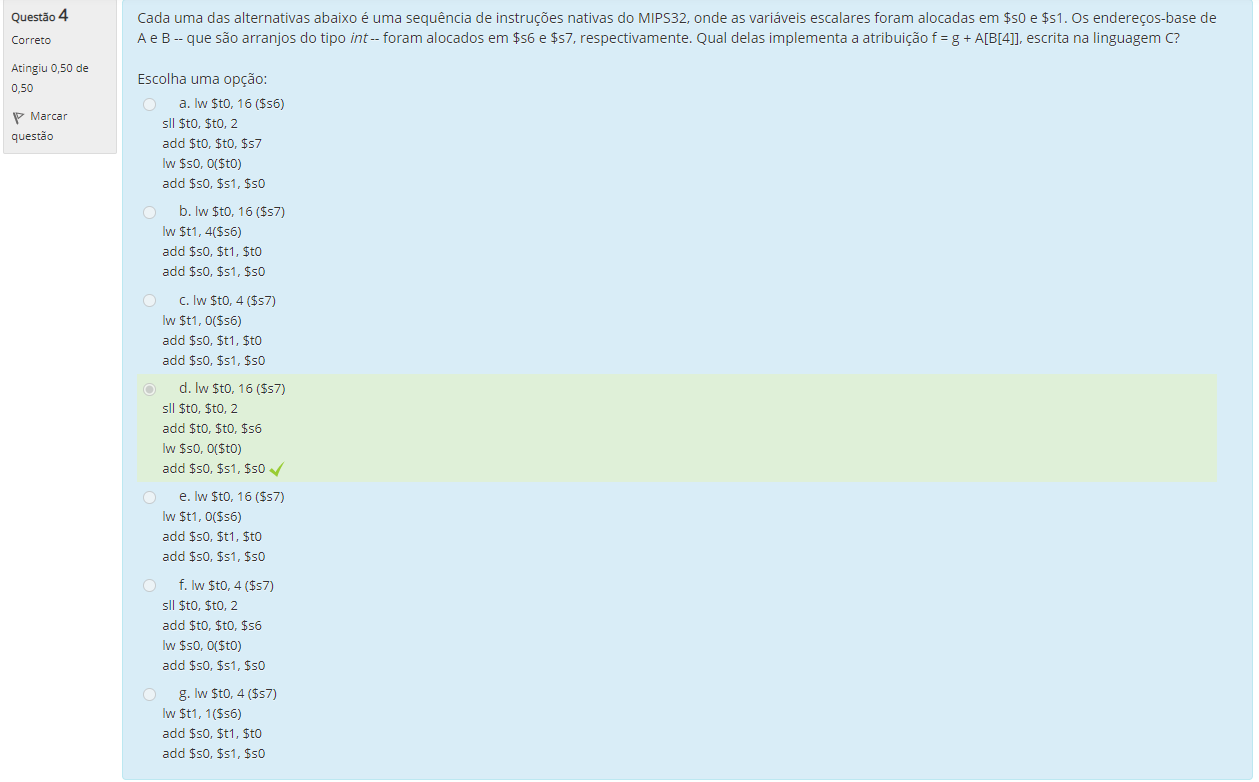 Questão 4
Correto
Atingiu 0,50 de
0,50
Marcar
questão
Cada uma das alternativas abaixo é uma sequência de instruções nativas do MIPS32, onde as variáveis escalares foram alocadas em $s0 e $s1. Os endereços-base de
A e B -- que são arranjos do tipo int -- foram alocados em $s6 e $s7, respectivamente. Qual delas implementa a atribuição f = g + A[B[4]], escrita na linguagem C?
Escolha uma opção:
a. lw $t0, 16 ($s6)
sll $t0, $t0, 2
add $t0, $t0, $s7
lw $s0, 0($t0)
add $s0, $s1, $s0
b. lw $t0, 16 ($s7)
lw $t1, 4($s6)
add $s0, $t1, $t0
add $s0, $s1, $s0
c. lw $t0, 4 ($s7)
lw $t1, 0($s6)
add $s0, $t1, $t0
add $s0, $s1, $s0
d. lw $t0, 16 ($s7)
sll $t0, $t0, 2
add $t0, $t0, $s6
lw $s0, 0($t0)
add $s0, $s1, $s0
e. lw $t0, 16 ($s7)
lw $t1, 0($s6)
add $s0, $t1, $t0
add $s0, $s1, $s0
f. lw $t0, 4 ($s7)
sll $t0, $t0, 2
add $t0, $t0, $s6
lw $s0, 0($t0)
add $s0, $s1, $s0
g. lw $t0, 4 ($s7)
lw $t1, 1($s6)
add $s0, $t1, $t0
add $s0, $s1, $s0